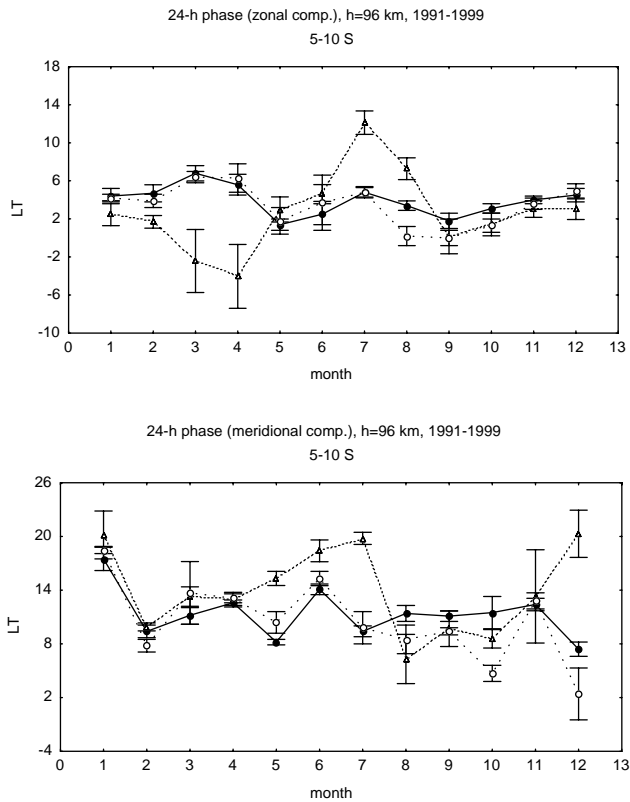 24-h phase (zonal comp.), h=96 km, 1991-1999
5-10 S
18
14
10
6
2
-2
-6
-10
LT
0 1 2 3 4 5 6 7 8 9 10 11 12 13
month
24-h phase (meridional comp.), h=96 km, 1991-1999
5-10 S
26
20
14
8
2
-4
LT
0 1 2 3 4 5 6 7 8 9 10 11 12 13
month